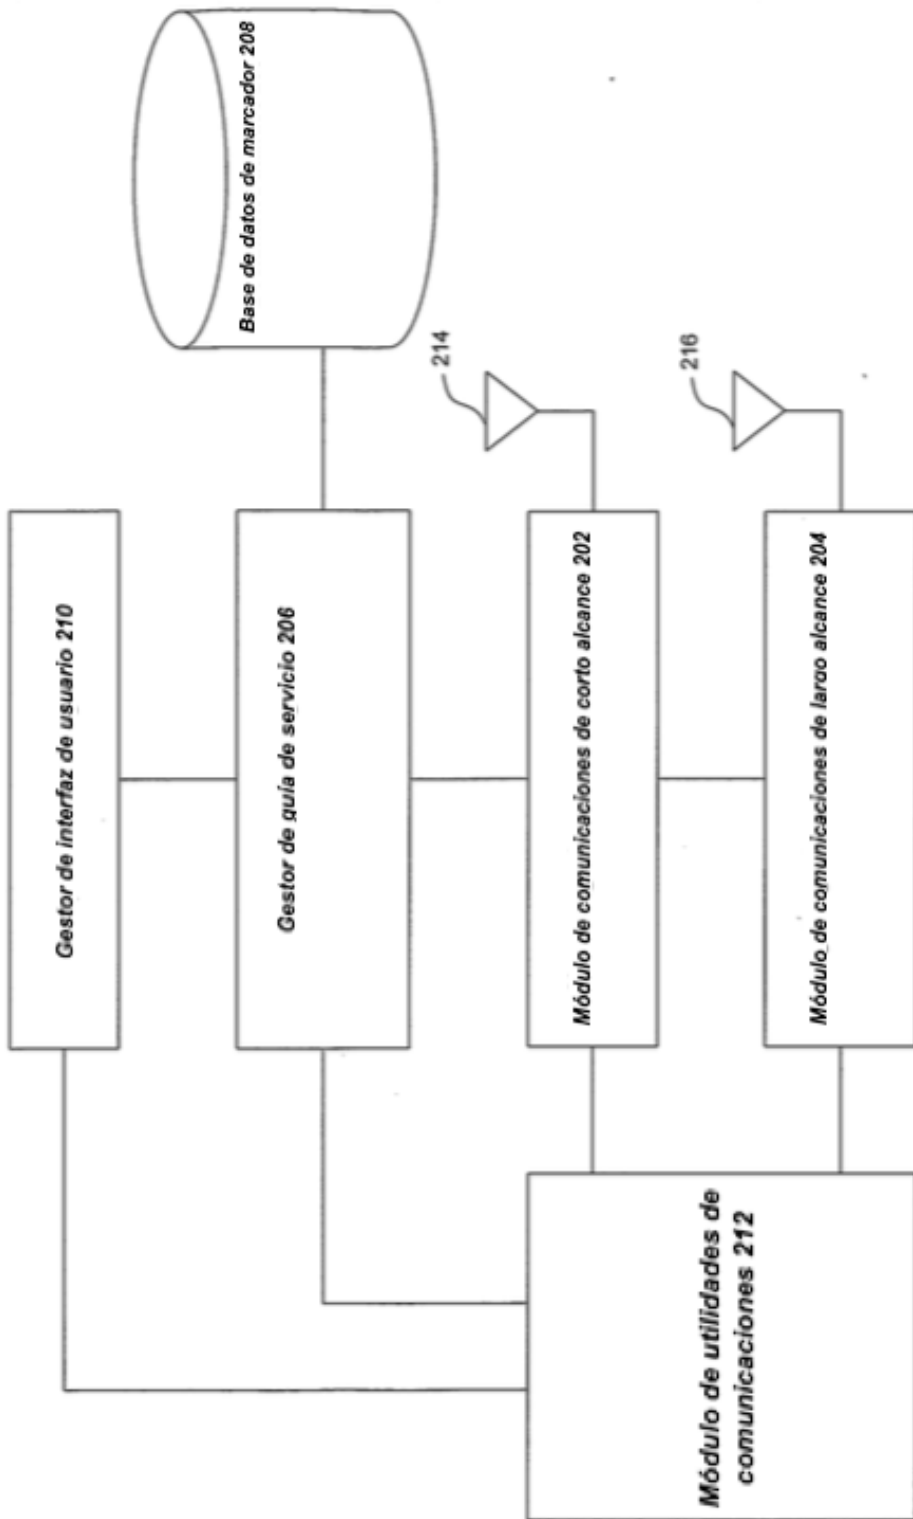 Base de datos de marcador 208
Gestor de interfaz de usuario 210
Gestor de guía de servicio 206
214
Módulo de comunicaciones de corto alcance 202
216
Módulo de comunicaciones de largo alcance 204
Módulo de utilidades de
comunicaciones 212